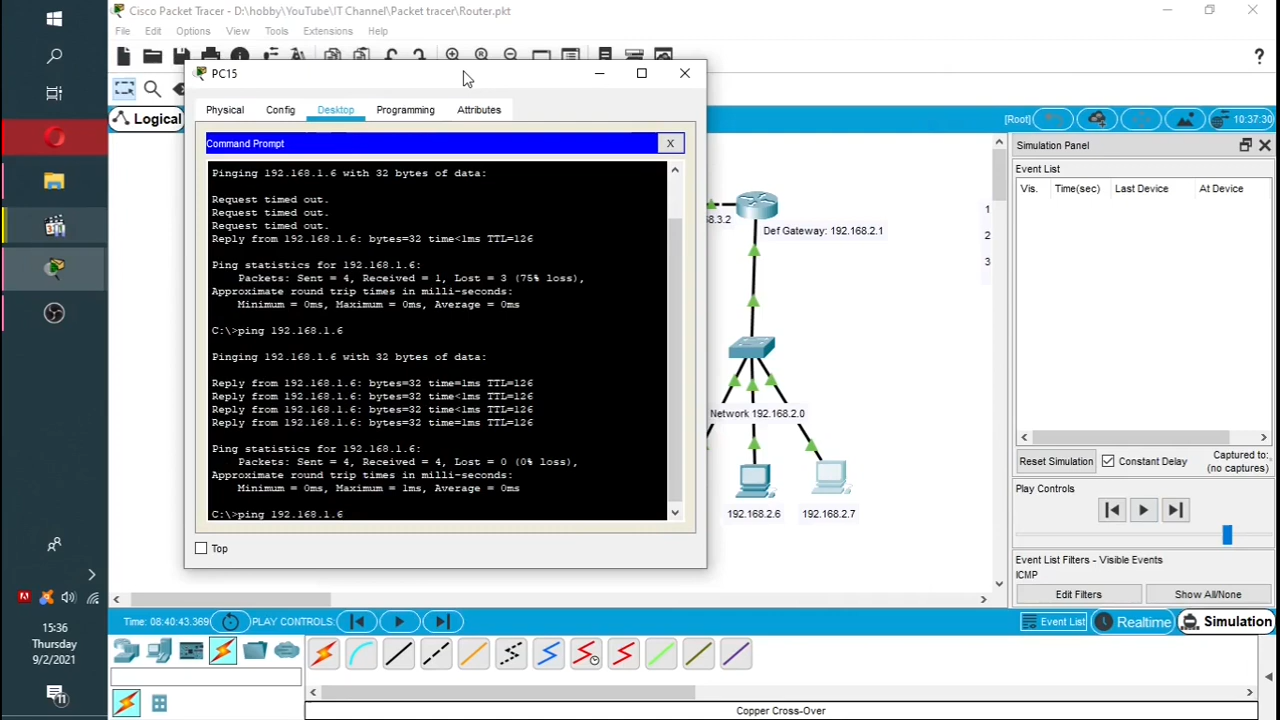 Cisco Packet Tracer - D:\hobby\YouTube\IT Channel\Packet tracer\Router.pkt
File Edit Options View Tools Extensions Help
?
PC15
Physical Config Desktop Programming Attributes
Logical
[Root]
10:37:30
Command Prompt
X
Pinging 192.168.1.6 with 32 bytes of data:
Request timed out.
Request timed out.
Request timed out.
Reply from 192.168.1.6: bytes=32 time<1ms TTL=126
Ping statistics for 192.168.1.6:
Packets: Sent = 4, Received = 1, Lost = 3 (75% loss),
Approximate round trip times in milli-seconds:
Minimum = 0ms, Maximum = 0ms, Average = 0ms
C:\>ping 192.168.1.6
Pinging 192.168.1.6 with 32 bytes of data:
Reply from 192.168.1.6: bytes=32 time=1ms TTL=126
Reply from 192.168.1.6: bytes=32 time<1ms TTL=126
Reply from 192.168.1.6: bytes=32 time<1ms TTL=126
Reply from 192.168.1.6: bytes=32 time=1ms TTL=126
Ping statistics for 192.168.1.6:
Packets: Sent = 4, Received = 4, Lost = 0 (0% loss),
Approximate round trip times in milli-seconds:
Minimum = 0ms, Maximum = 1ms, Average = 0ms
C:\>ping 192.168.1.6
Top
8.3.2
Def Gateway: 192.168.2.1
Network 192.168.2.0
192.168.2.6
192.168.2.7
1
2
3
Simulation Panel
Event List
Vis. Time(sec) Last Device At Device
Reset Simulation
Constant Delay
Captured to:
(no captures)
Play Controls
Event List Filters - Visible Events
ICMP
Edit Filters
Show All/None
Time: 08:40:43.369
PLAY CONTROLS:
Event List
Realtime
Simulation
Copper Cross-Over
15:36
Thursday
9/2/2021
11